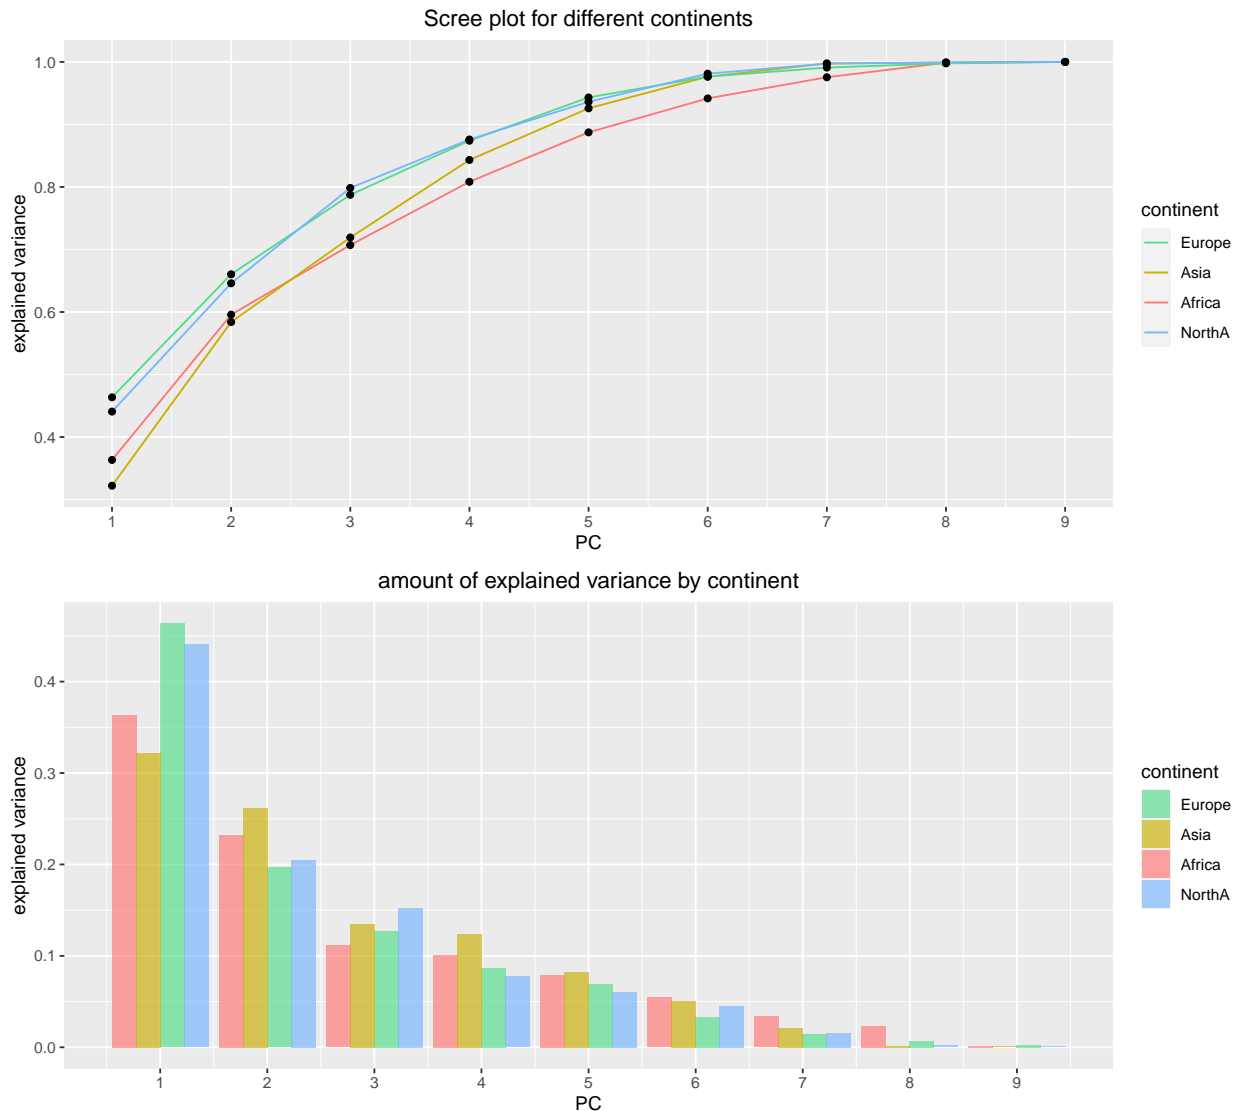 Scree plot for different continents
explained variance
1.0
0.8
0.6
0.4
1 2 3 4 5 6 7 8 9
PC
continent
Europe
Asia
Africa
NorthA
amount of explained variance by continent
explained variance
0.4
0.3
0.2
0.1
0.0
1 2 3 4 5 6 7 8 9
PC
continent
Europe
Asia
Africa
NorthA